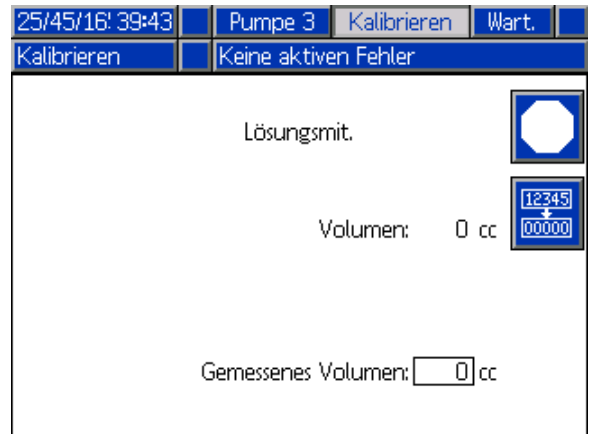 25/45/16' 39:43 Pumpe 3 Kalibrieren Wart.
Kalibrieren Keine aktiven Fehler
Lösungsmit.
12345
Volumen: 0 cc 00000
Gemessenes Volumen: 0 cc